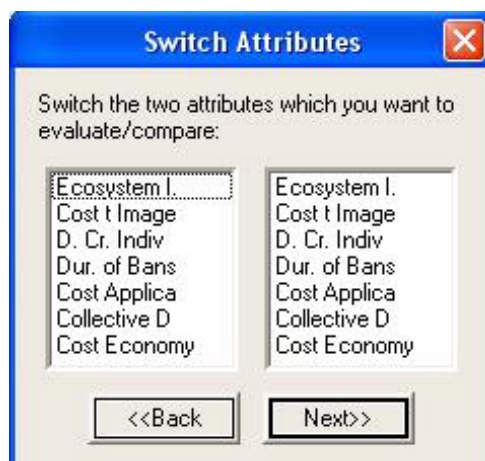 Switch Attributes
Switch the two attributes which you want to
evaluate/compare:
Ecosystem I.
Cost t Image
D. Cr. Indiv
Dur. of Bans
Cost Applica
Collective D
Cost Economy
Ecosystem I.
Cost t Image
D. Cr. Indiv
Dur. of Bans
Cost Applica
Collective D
Cost Economy
<<Back
Next>>